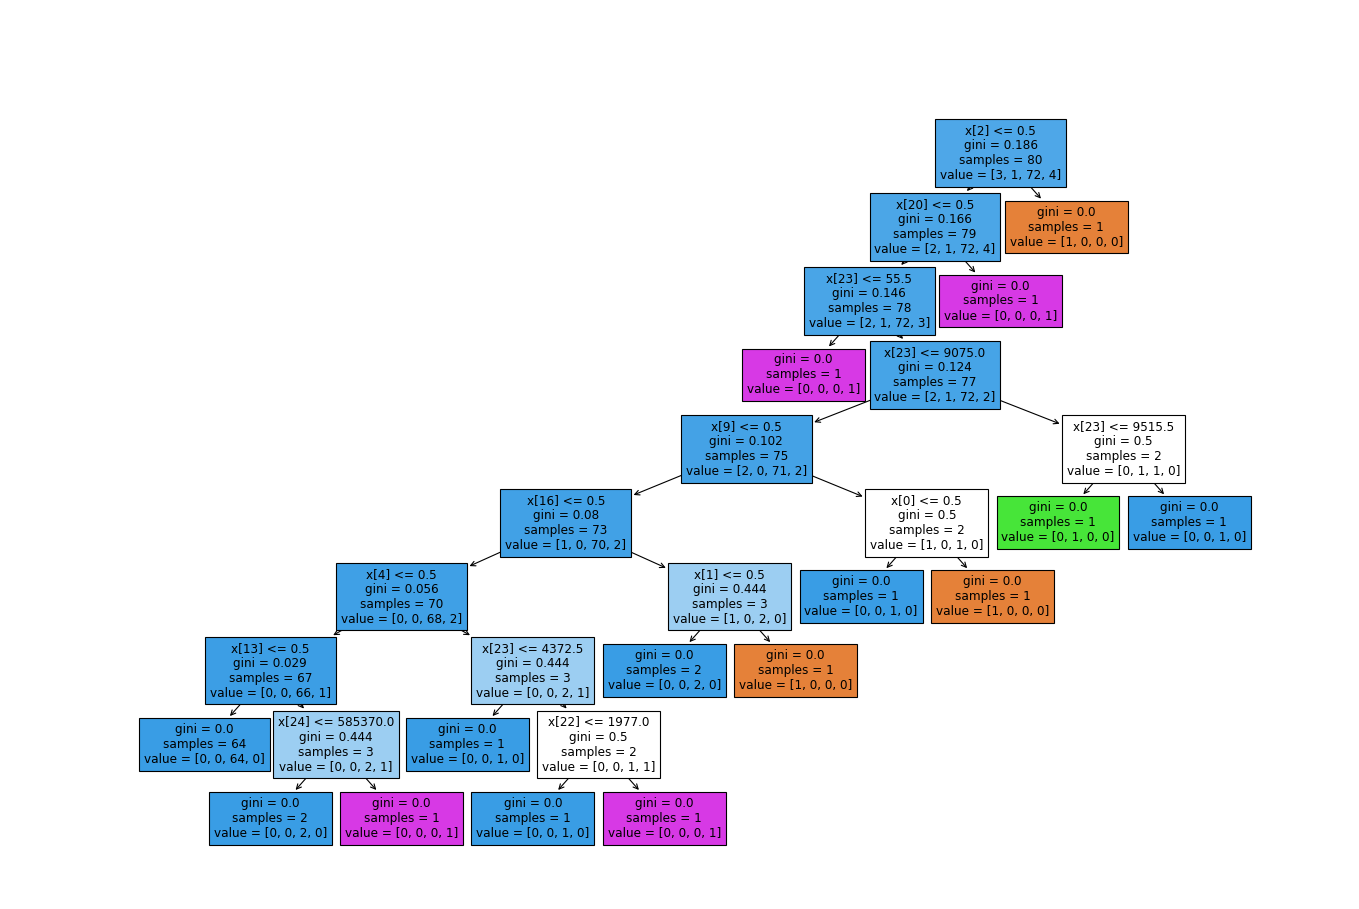 x[2] <= 0.5
gini = 0.186
samples = 80
value = [3, 1, 72, 4]
x[20] <= 0.5
gini = 0.166
samples = 79
value = [2, 1, 72, 4]
gini = 0.0
samples = 1
value = [1, 0, 0, 0]
x[23] <= 55.5
gini = 0.146
samples = 78
value = [2, 1, 72, 3]
gini = 0.0
samples = 1
value = [0, 0, 0, 1]
gini = 0.0
samples = 1
value = [0, 0, 0, 1]
x[23] <= 9075.0
gini = 0.124
samples = 77
value = [2, 1, 72, 2]
x[9] <= 0.5
gini = 0.102
samples = 75
value = [2, 0, 71, 2]
x[23] <= 9515.5
gini = 0.5
samples = 2
value = [0, 1, 1, 0]
x[16] <= 0.5
gini = 0.08
samples = 73
value = [1, 0, 70, 2]
x[0] <= 0.5
gini = 0.5
samples = 2
value = [1, 0, 1, 0]
gini = 0.0
samples = 1
value = [0, 1, 0, 0]
gini = 0.0
samples = 1
value = [0, 0, 1, 0]
x[4] <= 0.5
gini = 0.056
samples = 70
value = [0, 0, 68, 2]
x[1] <= 0.5
gini = 0.444
samples = 3
value = [1, 0, 2, 0]
gini = 0.0
samples = 1
value = [0, 0, 1, 0]
gini = 0.0
samples = 1
value = [1, 0, 0, 0]
x[13] <= 0.5
gini = 0.029
samples = 67
value = [0, 0, 66, 1]
x[23] <= 4372.5
gini = 0.444
samples = 3
value = [0, 0, 2, 1]
gini = 0.0
samples = 2
value = [0, 0, 2, 0]
gini = 0.0
samples = 1
value = [1, 0, 0, 0]
gini = 0.0
samples = 64
value = [0, 0, 64, 0]
x[24] <= 585370.0
gini = 0.444
samples = 3
value = [0, 0, 2, 1]
gini = 0.0
samples = 1
value = [0, 0, 1, 0]
x[22] <= 1977.0
gini = 0.5
samples = 2
value = [0, 0, 1, 1]
gini = 0.0
samples = 2
value = [0, 0, 2, 0]
gini = 0.0
samples = 1
value = [0, 0, 0, 1]
gini = 0.0
samples = 1
value = [0, 0, 1, 0]
gini = 0.0
samples = 1
value = [0, 0, 0, 1]